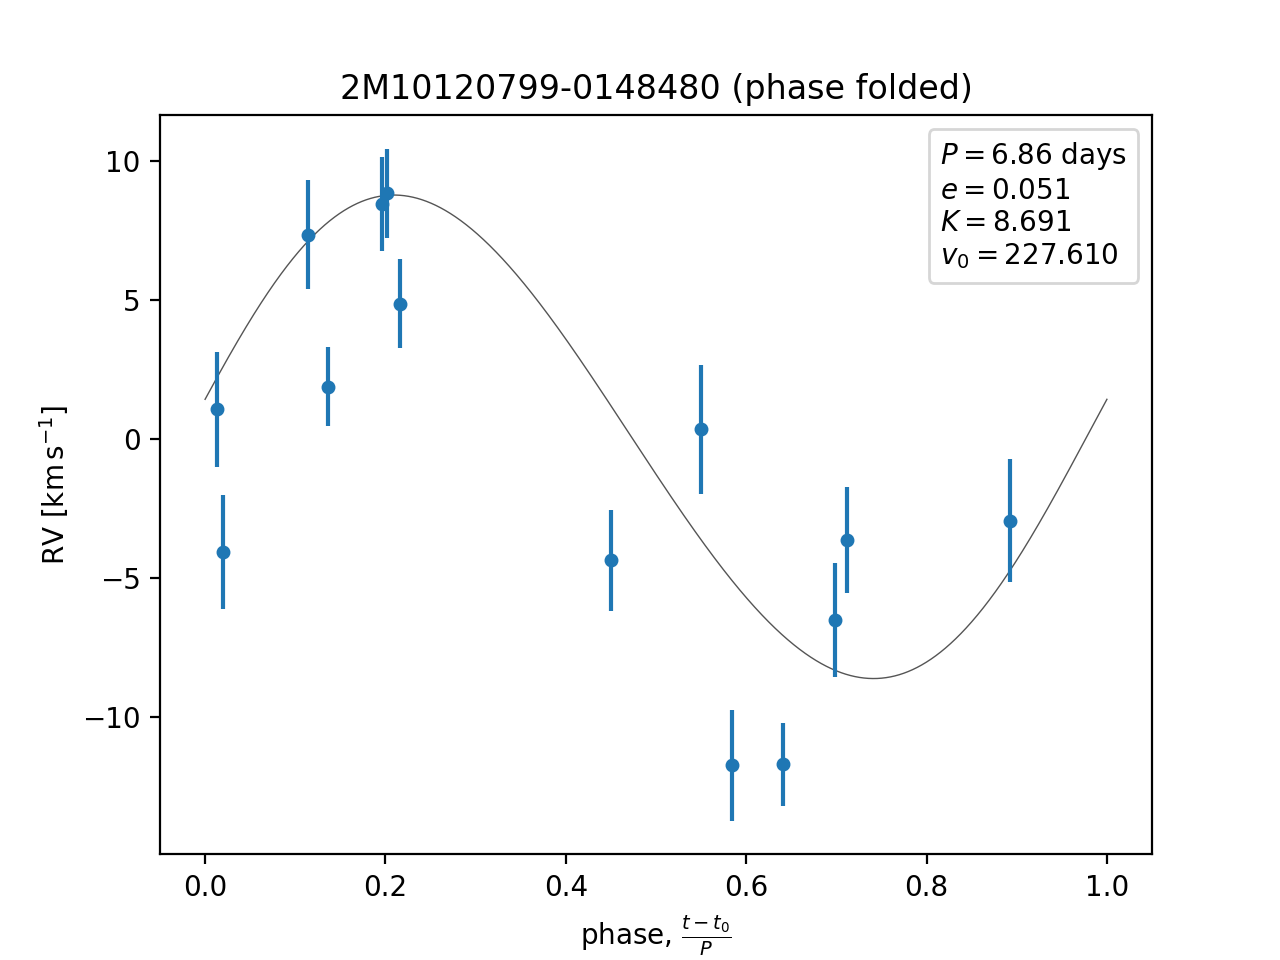 2M10120799-0148480 (phase folded)
P = 6.86 days
e = 0.051
K = 8.691
v₀ = 227.610
10
5
0
−5
−10
RV [km s⁻¹]
0.0 0.2 0.4 0.6 0.8 1.0
phase, (t − t₀)/P